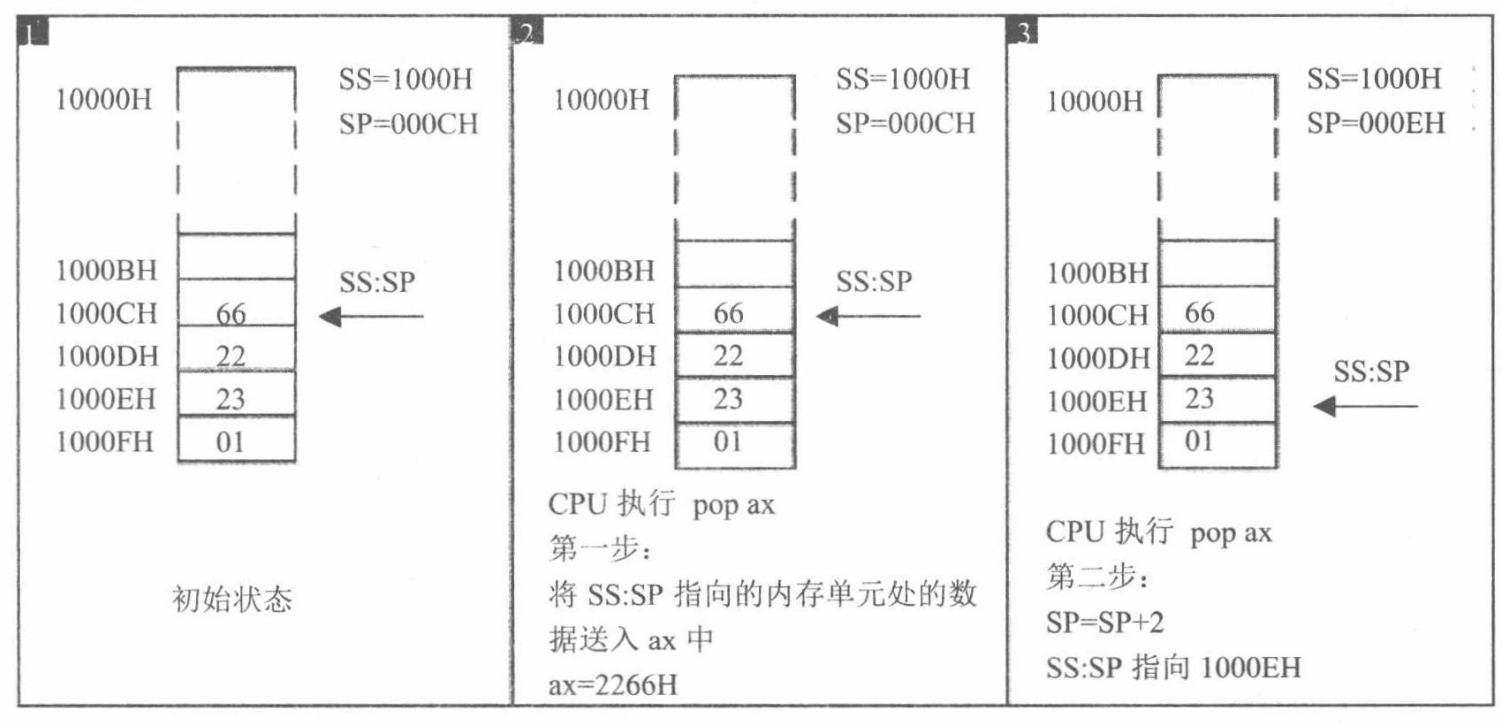 1
10000H
SS=1000H
SP=000CH
1000BH
SS:SP
1000CH 66
1000DH 22
1000EH 23
1000FH 01
初始状态
2
10000H
SS=1000H
SP=000CH
1000BH
SS:SP
1000CH 66
1000DH 22
1000EH 23
1000FH 01
CPU 执行 pop ax
第一步：
将 SS:SP 指向的内存单元处的数
据送入 ax 中
ax=2266H
3
10000H
SS=1000H
SP=000EH
1000BH
1000CH 66
1000DH 22
SS:SP
1000EH 23
1000FH 01
CPU 执行 pop ax
第二步：
SP=SP+2
SS:SP 指向 1000EH